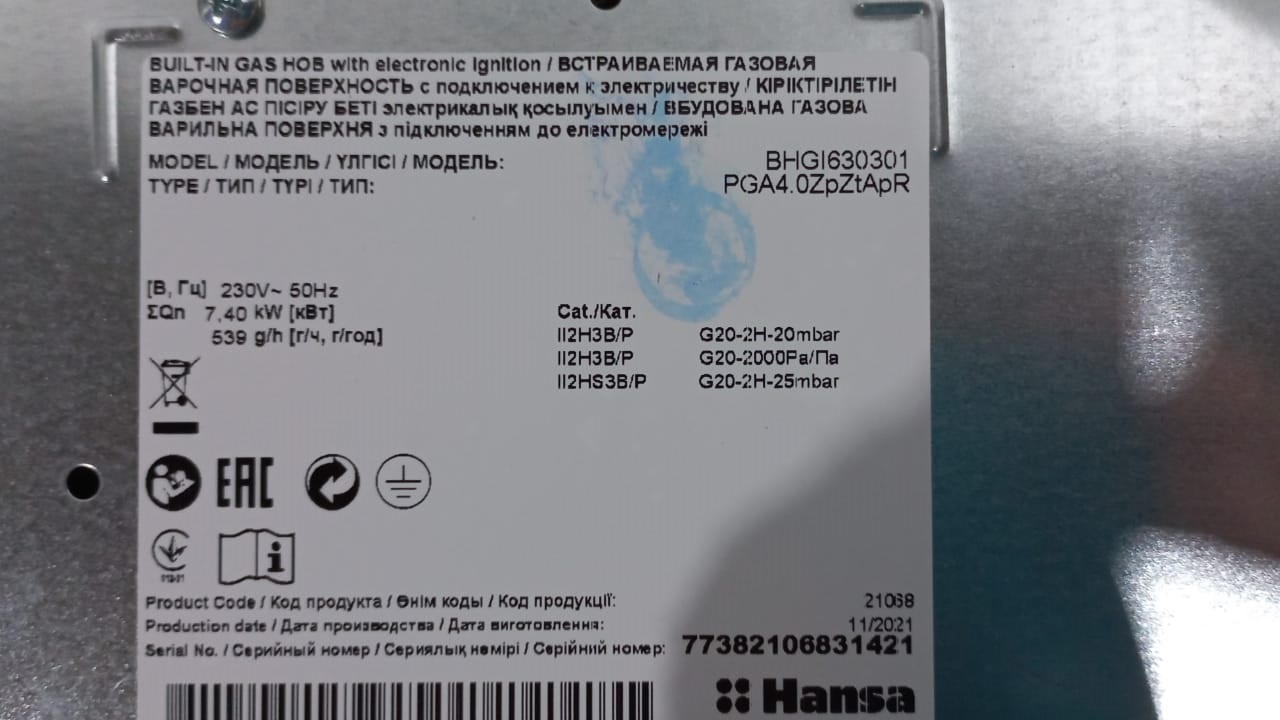 BUILT-IN GAS HOB with electronic ignition / ВСТРАИВАЕМАЯ ГАЗОВАЯ
ВАРОЧНАЯ ПОВЕРХНОСТЬ с подключением к электричеству / КІРІКТІРІЛЕТІН
ГАЗБЕН АС ПІСІРУ БЕТІ электрикалық қосылуымен / ВБУДОВАНА ГАЗОВА
ВАРИЛЬНА ПОВЕРХНЯ з підключенням до електромережі
MODEL / МОДЕЛЬ / ҮЛГІСІ / МОДЕЛЬ: BHGI630301
TYPE / ТИП / ТҮРІ / ТИП: PGA4.0ZpZtApR
[В, Гц] 230V~ 50Hz
ΣQn 7,40 kW [кВт] Cat./Кат.
539 g/h [г/ч, г/год] II2H3B/P G20-2H-20mbar
II2H3B/P G20-2000Pa/Па
II2HS3B/P G20-2H-25mbar
EAC
Product Code / Код продукта / Өнім коды / Код продукції: 21068
Production date / Дата производства / Дата виготовлення: 11/2021
Serial No. / Серийный номер / Сериялық нөмірі / Серійний номер: 77382106831421
Hansa